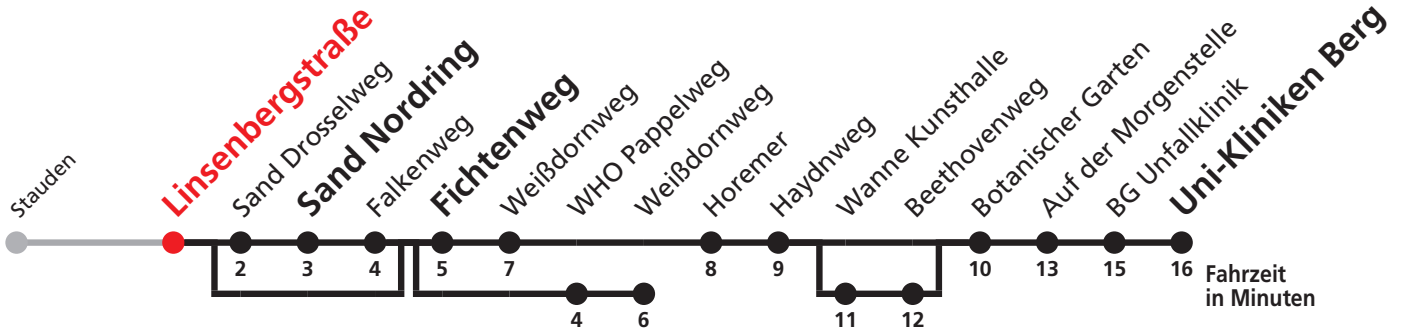 Stauden
Linsenbergstraße
Sand Drosselweg
Sand Nordring
Falkenweg
Fichtenweg
Weißdornweg
WHO Pappelweg
Weißdornweg
Horemer
Haydnweg
Wanne Kunsthalle
Beethovenweg
Botanischer Garten
Auf der Morgenstelle
BG Unfallklinik
Uni-Kliniken Berg
2 3 4 5 7 8 9 10 13 15 16
Fahrzeit
in Minuten
4 6 11 12